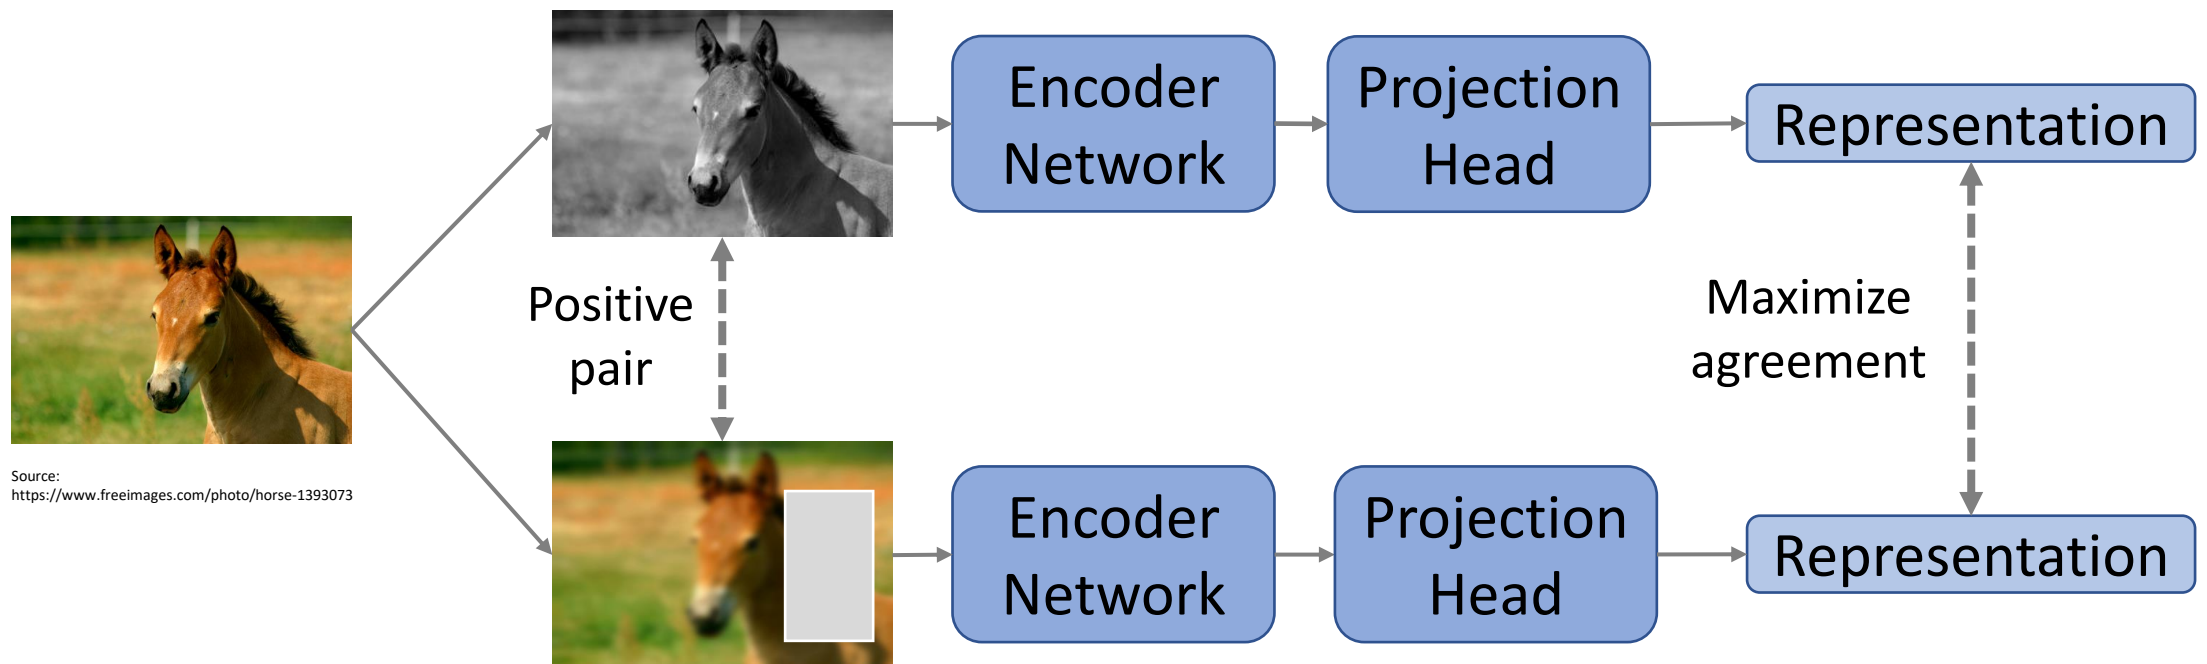 Encoder
Network
Projection
Head
Representation
Positive
pair
Maximize
agreement
Source:
https://www.freeimages.com/photo/horse-1393073
Encoder
Network
Projection
Head
Representation